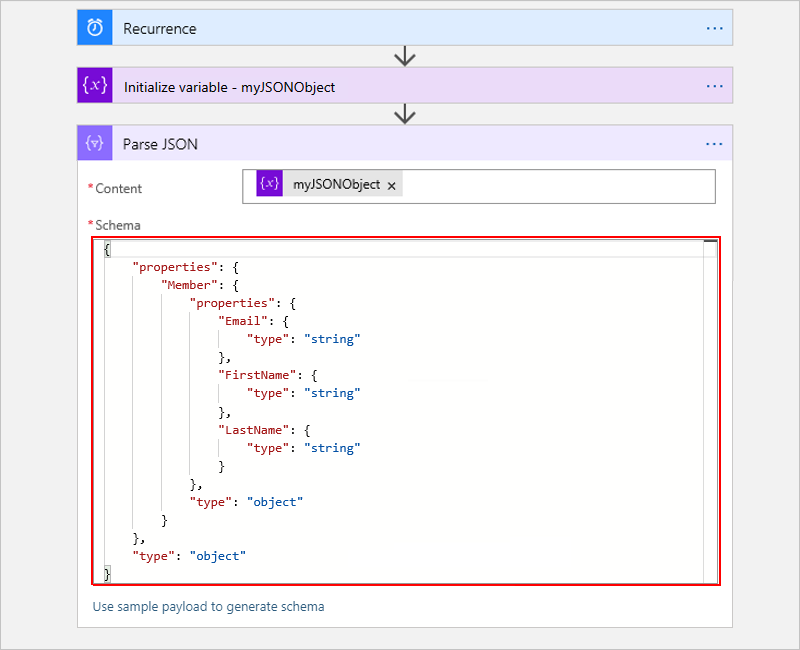 Recurrence ...
{x} Initialize variable - myJSONObject ...
Parse JSON ...
*Content {x} myJSONObject ×
*Schema
{
    "properties": {
        "Member": {
            "properties": {
                "Email": {
                    "type": "string"
                },
                "FirstName": {
                    "type": "string"
                },
                "LastName": {
                    "type": "string"
                }
            },
            "type": "object"
        }
    },
    "type": "object"
}
Use sample payload to generate schema